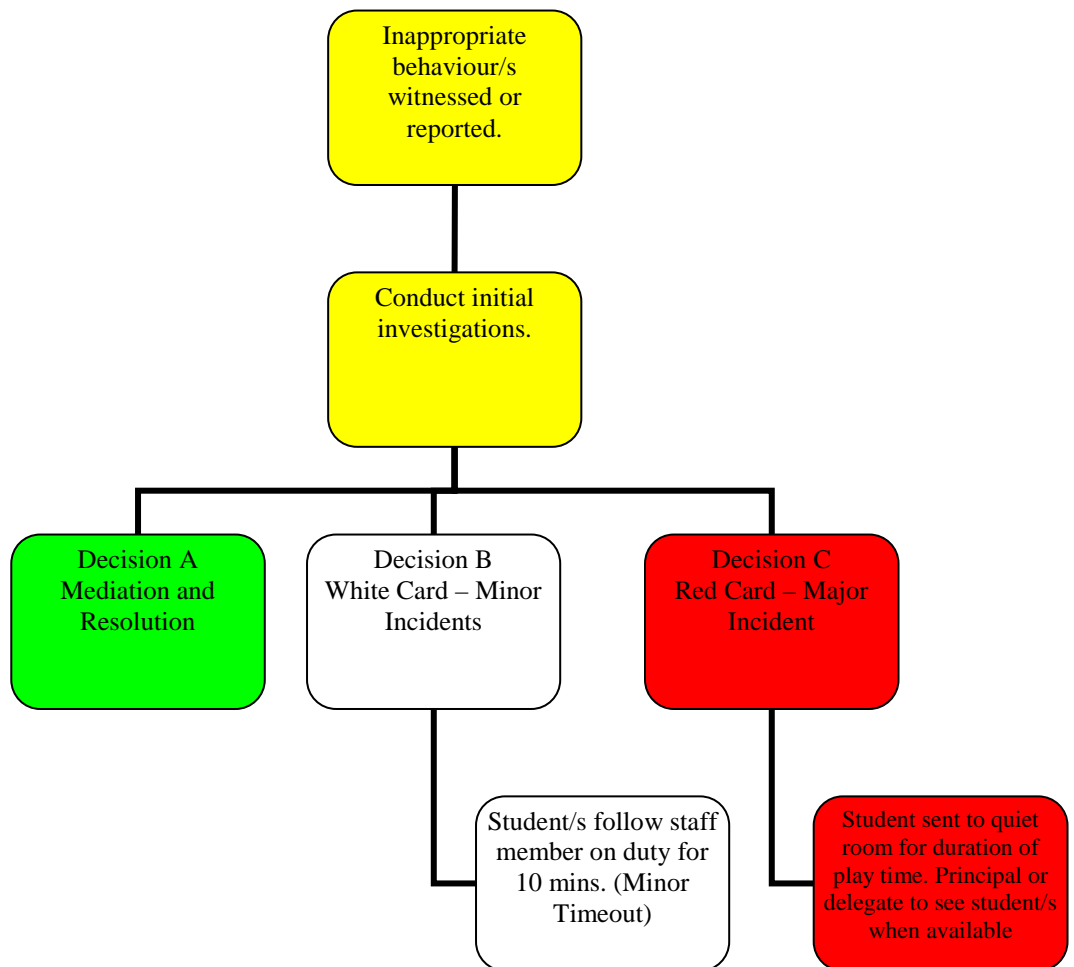 Inappropriate
behaviour/s
witnessed or
reported.
Conduct initial
investigations.
Decision A
Mediation and
Resolution
Decision B
White Card – Minor
Incidents
Decision C
Red Card – Major
Incident
Student/s follow staff
member on duty for
10 mins. (Minor
Timeout)
Student sent to quiet
room for duration of
play time. Principal or
delegate to see student/s
when available